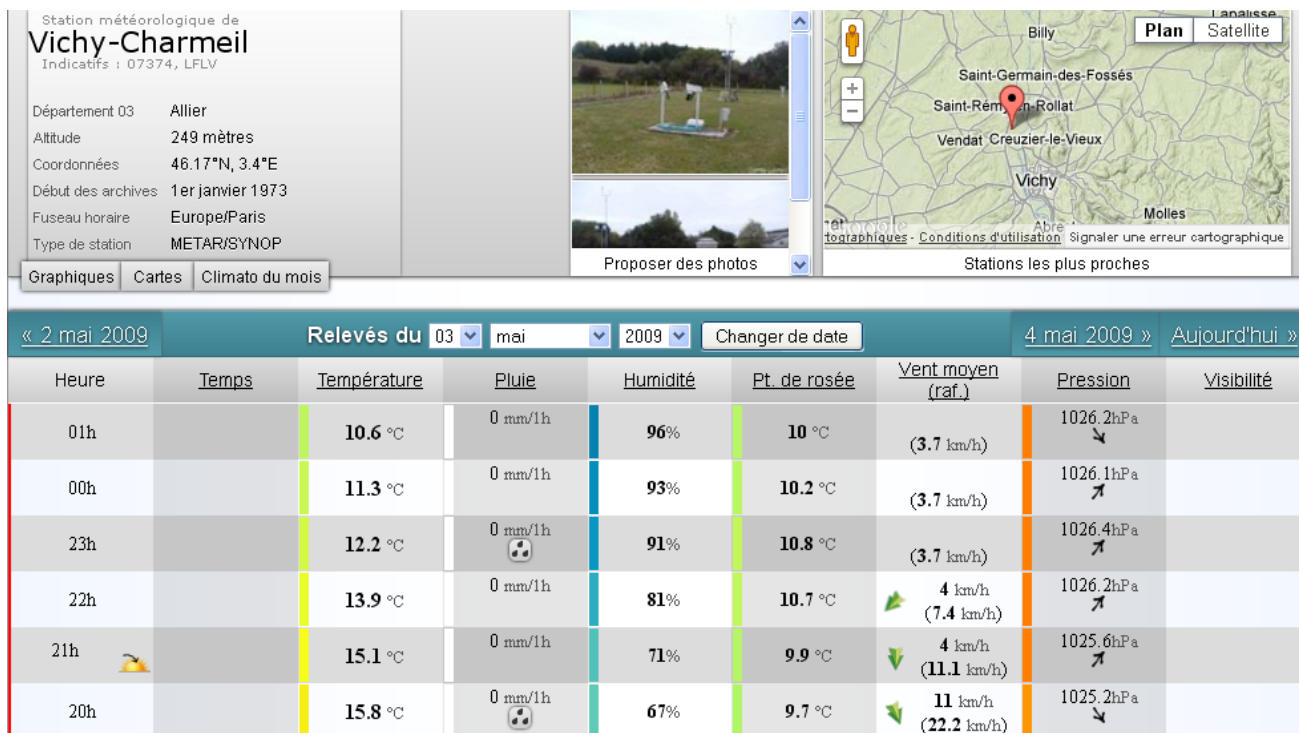 Station météorologique de
Vichy-Charmeil
Indicatifs : 07374, LFLV
Département 03 Allier
Altitude 249 mètres
Coordonnées 46.17°N, 3.4°E
Début des archives 1er janvier 1973
Fuseau horaire Europe/Paris
Type de station METAR/SYNOP
Graphiques Cartes Climato du mois
Proposer des photos
Lapalisse
Billy
Plan Satellite
Saint-Germain-des-Fossés
Saint-Rémy-en-Rollat
Vendat Creuzier-le-Vieux
Vichy
Molles
Abre
tographiques - Conditions d'utilisation Signaler une erreur cartographique
Stations les plus proches
« 2 mai 2009 Relevés du 03 mai 2009 Changer de date 4 mai 2009 » Aujourd'hui »
Heure Temps Température Pluie Humidité Pt. de rosée Vent moyen (raf.) Pression Visibilité
01h 10.6 °C 0 mm/1h 96% 10 °C (3.7 km/h) 1026.2hPa
00h 11.3 °C 0 mm/1h 93% 10.2 °C (3.7 km/h) 1026.1hPa
23h 12.2 °C 0 mm/1h 91% 10.8 °C (3.7 km/h) 1026.4hPa
22h 13.9 °C 0 mm/1h 81% 10.7 °C 4 km/h (7.4 km/h) 1026.2hPa
21h 15.1 °C 0 mm/1h 71% 9.9 °C 4 km/h (11.1 km/h) 1025.6hPa
20h 15.8 °C 0 mm/1h 67% 9.7 °C 11 km/h (22.2 km/h) 1025.2hPa